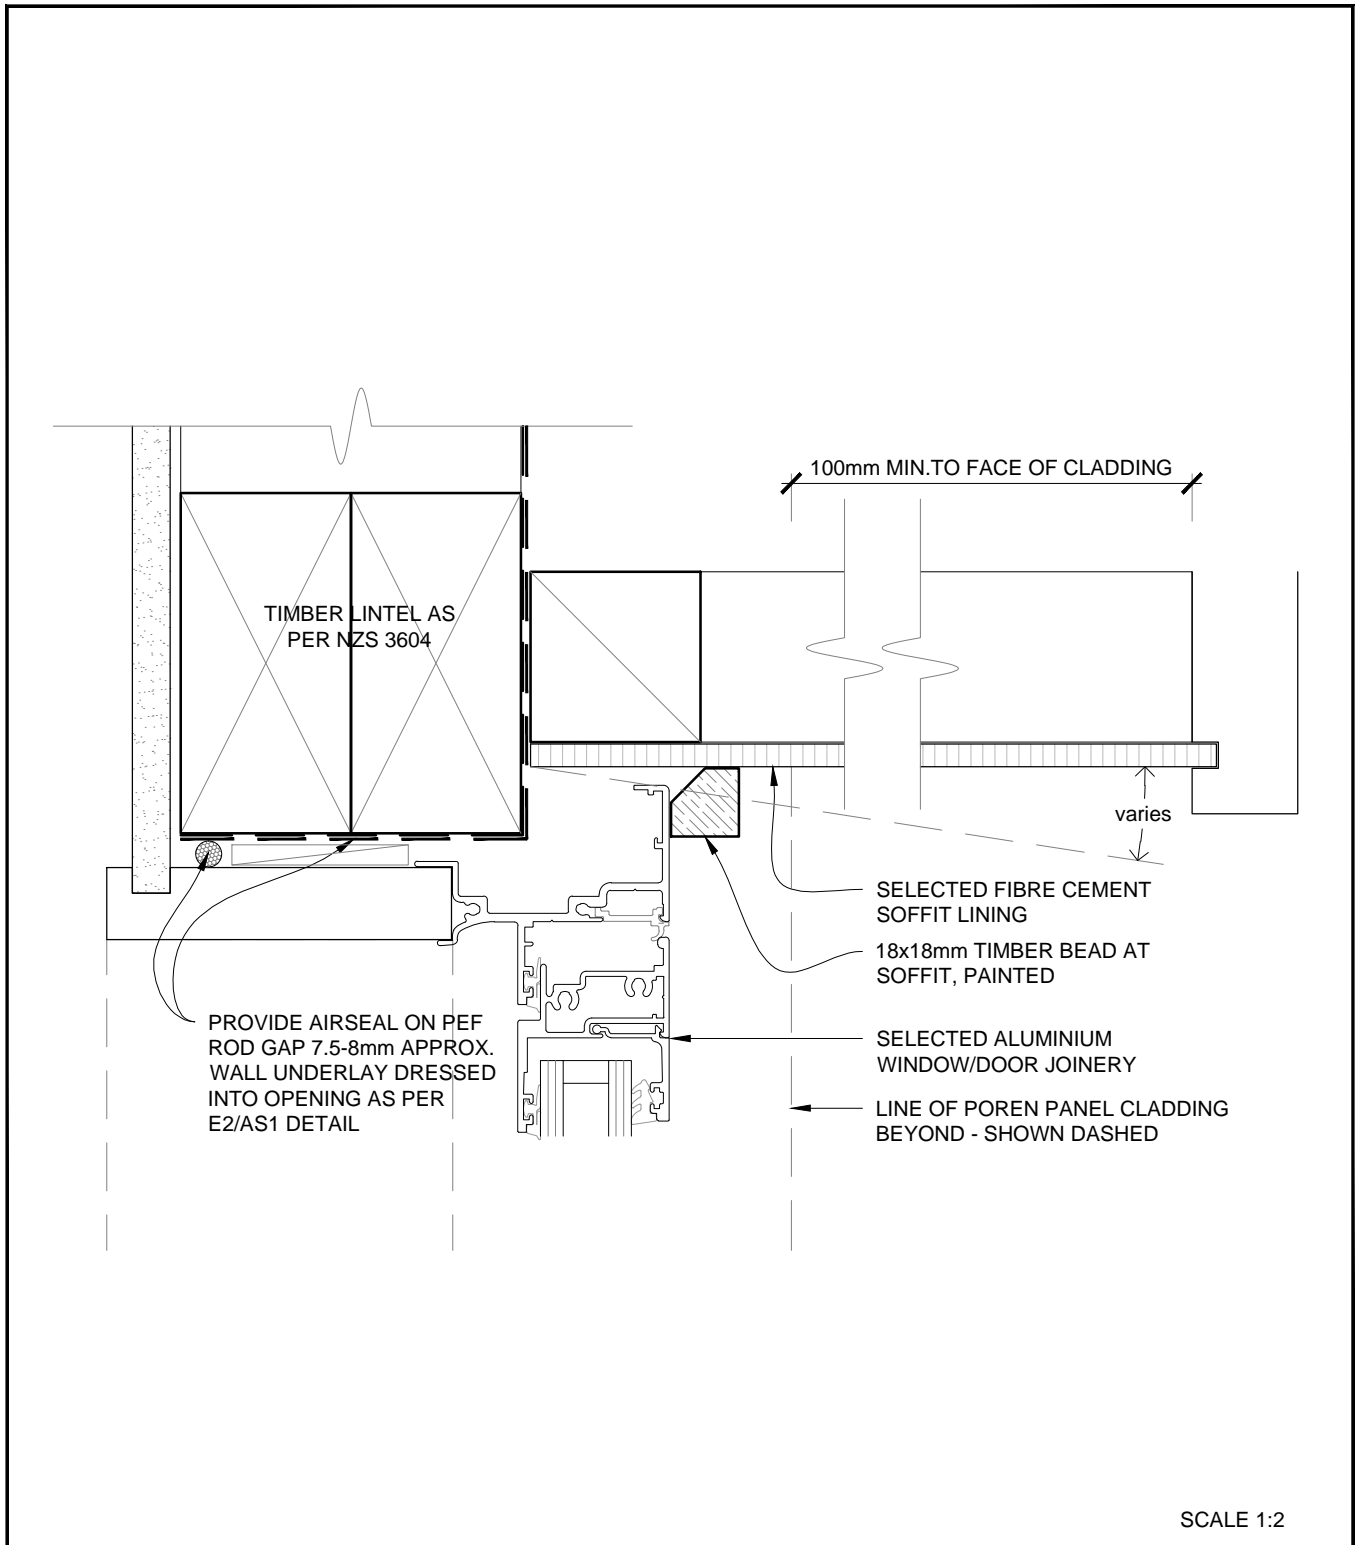 100mm MIN.TO FACE OF CLADDING
TIMBER LINTEL AS
PER NZS 3604
varies
SELECTED FIBRE CEMENT
SOFFIT LINING
18x18mm TIMBER BEAD AT
SOFFIT, PAINTED
PROVIDE AIRSEAL ON PEF
ROD GAP 7.5-8mm APPROX.
WALL UNDERLAY DRESSED
INTO OPENING AS PER
E2/AS1 DETAIL
SELECTED ALUMINIUM
WINDOW/DOOR JOINERY
LINE OF POREN PANEL CLADDING
BEYOND - SHOWN DASHED
SCALE 1:2